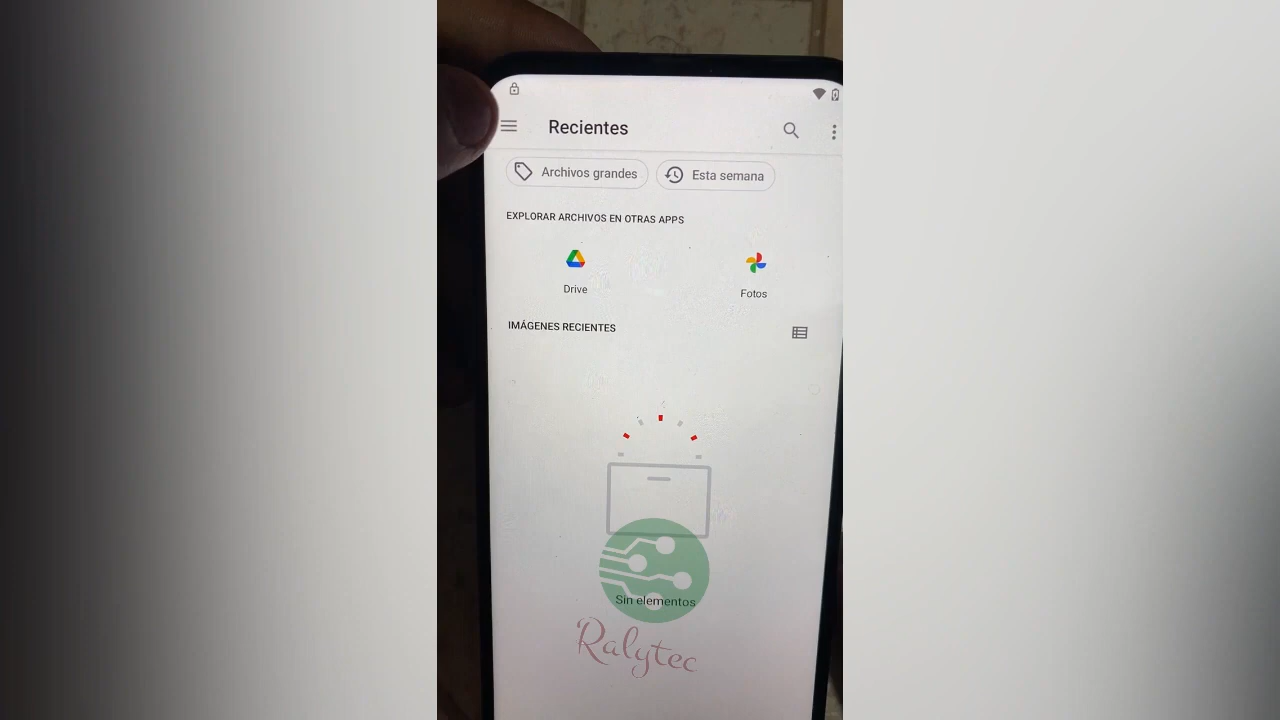 Recientes
Archivos grandes
Esta semana
EXPLORAR ARCHIVOS EN OTRAS APPS
Drive
Fotos
IMÁGENES RECIENTES
Sin elementos
Ralytec